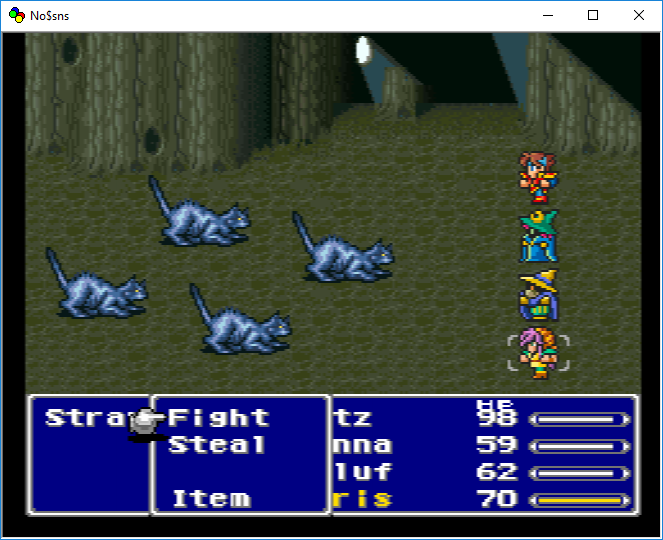 No$sns
HP
Stra Fight tz 98
Steal nna 59
luf 62
Item ris 70